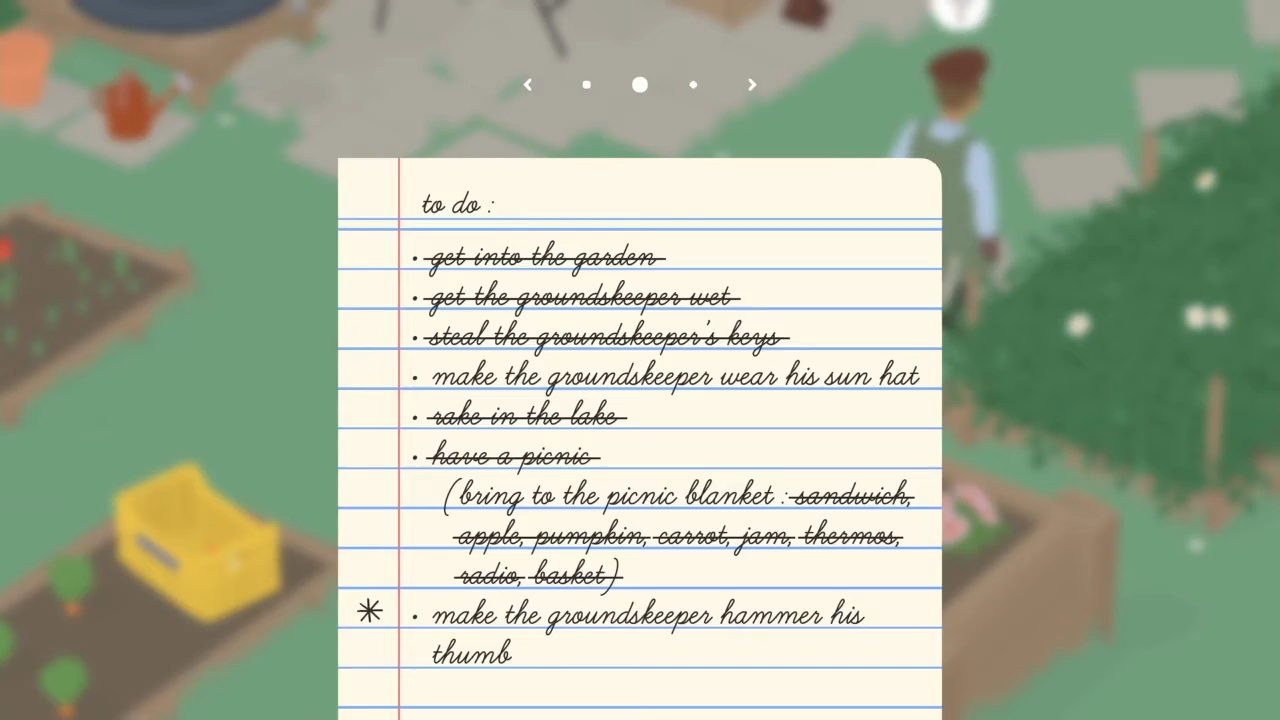 to do :
• get into the garden
• get the groundskeeper wet
• steal the groundskeeper's keys
• make the groundskeeper wear his sun hat
• rake in the lake
• have a picnic
(bring to the picnic blanket : sandwich,
apple, pumpkin, carrot, jam, thermos,
radio, basket)
• make the groundskeeper hammer his
thumb